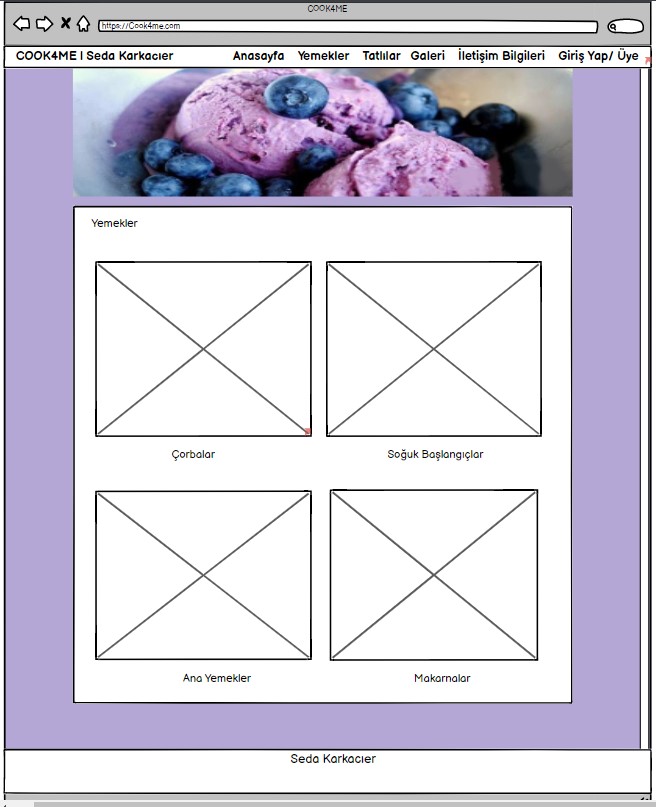 COOK4ME
https://Cook4me.com
COOK4ME | Seda Karkacıer
Anasayfa Yemekler Tatlılar Galeri İletişim Bilgileri Giriş Yap/ Üye
Yemekler
Çorbalar
Soğuk Başlangıçlar
Ana Yemekler
Makarnalar
Seda Karkacıer